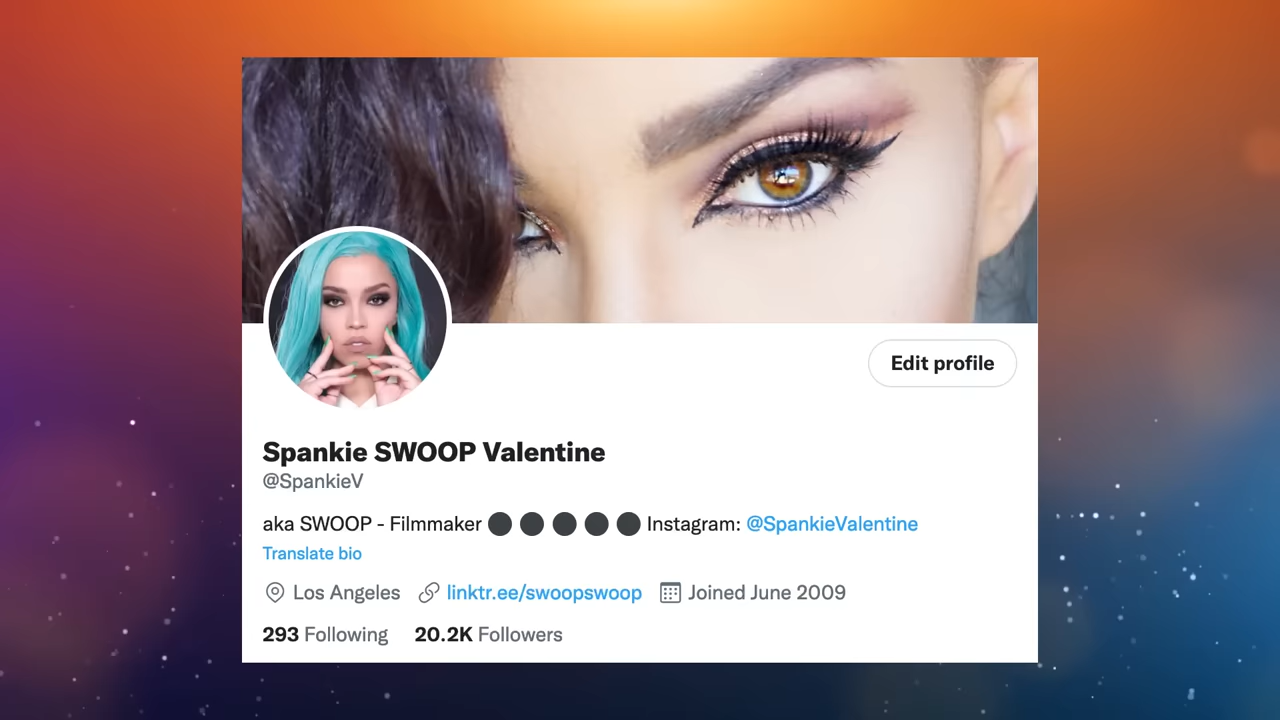 Edit profile
Spankie SWOOP Valentine
@SpankieV
aka SWOOP - Filmmaker ⚫ ⚫ ⚫ ⚫ ⚫ Instagram: @SpankieValentine
Translate bio
Los Angeles linktr.ee/swoopswoop Joined June 2009
293 Following 20.2K Followers